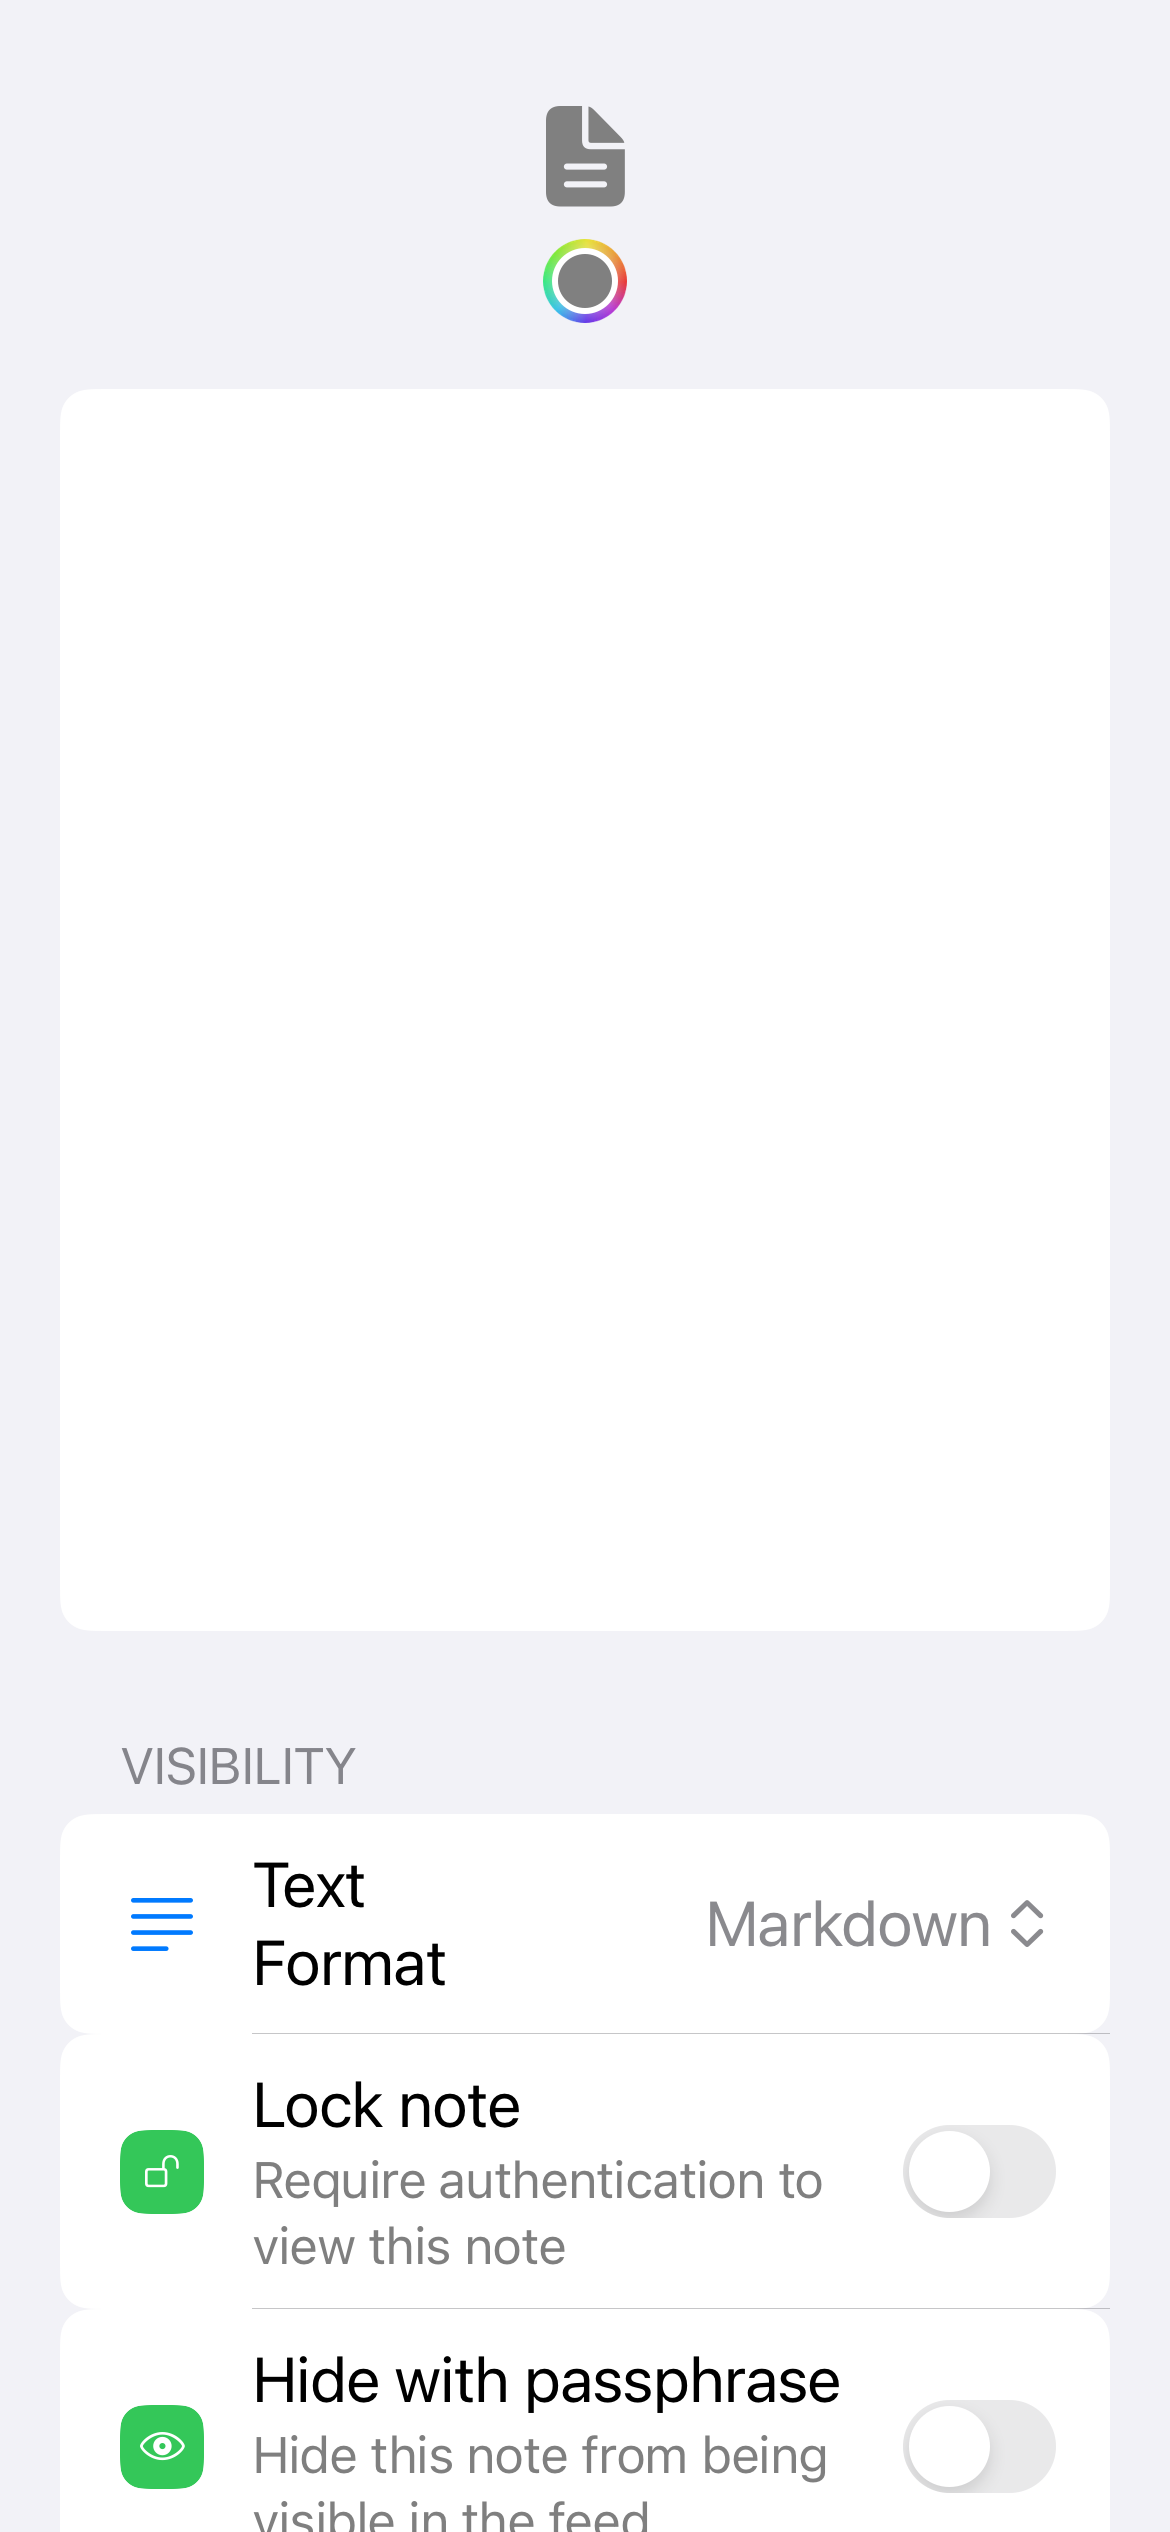 VISIBILITY
Text
Format
Markdown
Lock note
Require authentication to
view this note
Hide with passphrase
Hide this note from being
visible in the feed